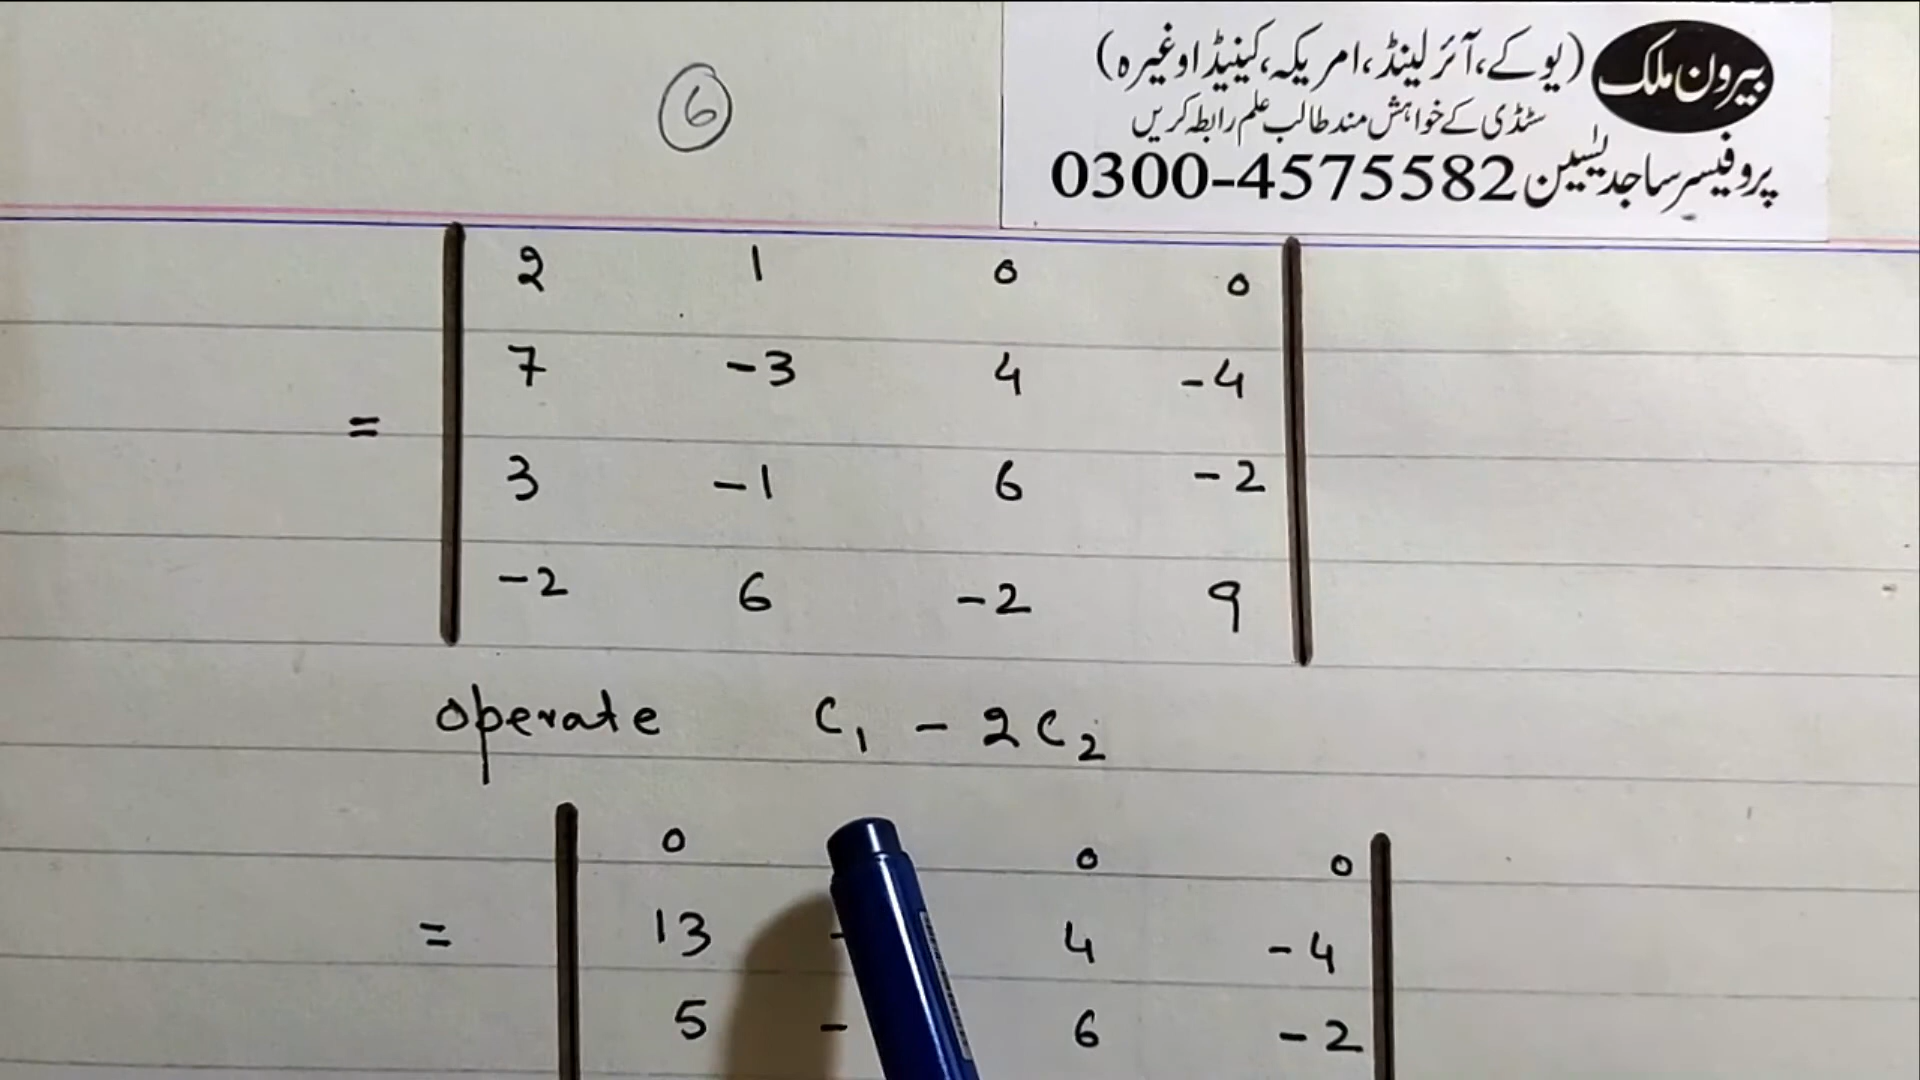 6
بیرون ملک (یو کے، آئر لینڈ، امریکہ، کینیڈا وغیرہ)
سٹڈی کے خواہش مند طالب علم رابطہ کریں
پروفیسر ساجد یٰسین 0300-4575582
2 1 0 0
7 -3 4 -4
=
3 -1 6 -2
-2 6 -2 9
operate C₁ - 2C₂
0 0 0
= 13 - 4 -4
5 - 6 -2